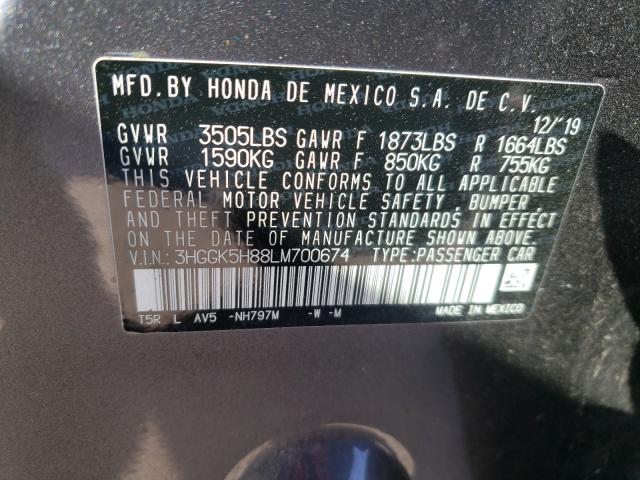 MFD.BY HONDA DE MEXICO S.A. DE C.V.
12/'19
GVWR 3505LBS GAWR F 1873LBS R 1664LBS
GVWR 1590KG GAWR F 850KG R 755KG
THIS VEHICLE CONFORMS TO ALL APPLICABLE
FEDERAL MOTOR VEHICLE SAFETY , BUMPER ,
AND THEFT PREVENTION STANDARDS IN EFFECT
ON THE DATE OF MANUFACTURE SHOWN ABOVE.
V.I.N.: 3HGGK5H88LM700674 TYPE:PASSENGER CAR
T5R L AV5 -NH797M -W -M MADE IN MEXICO